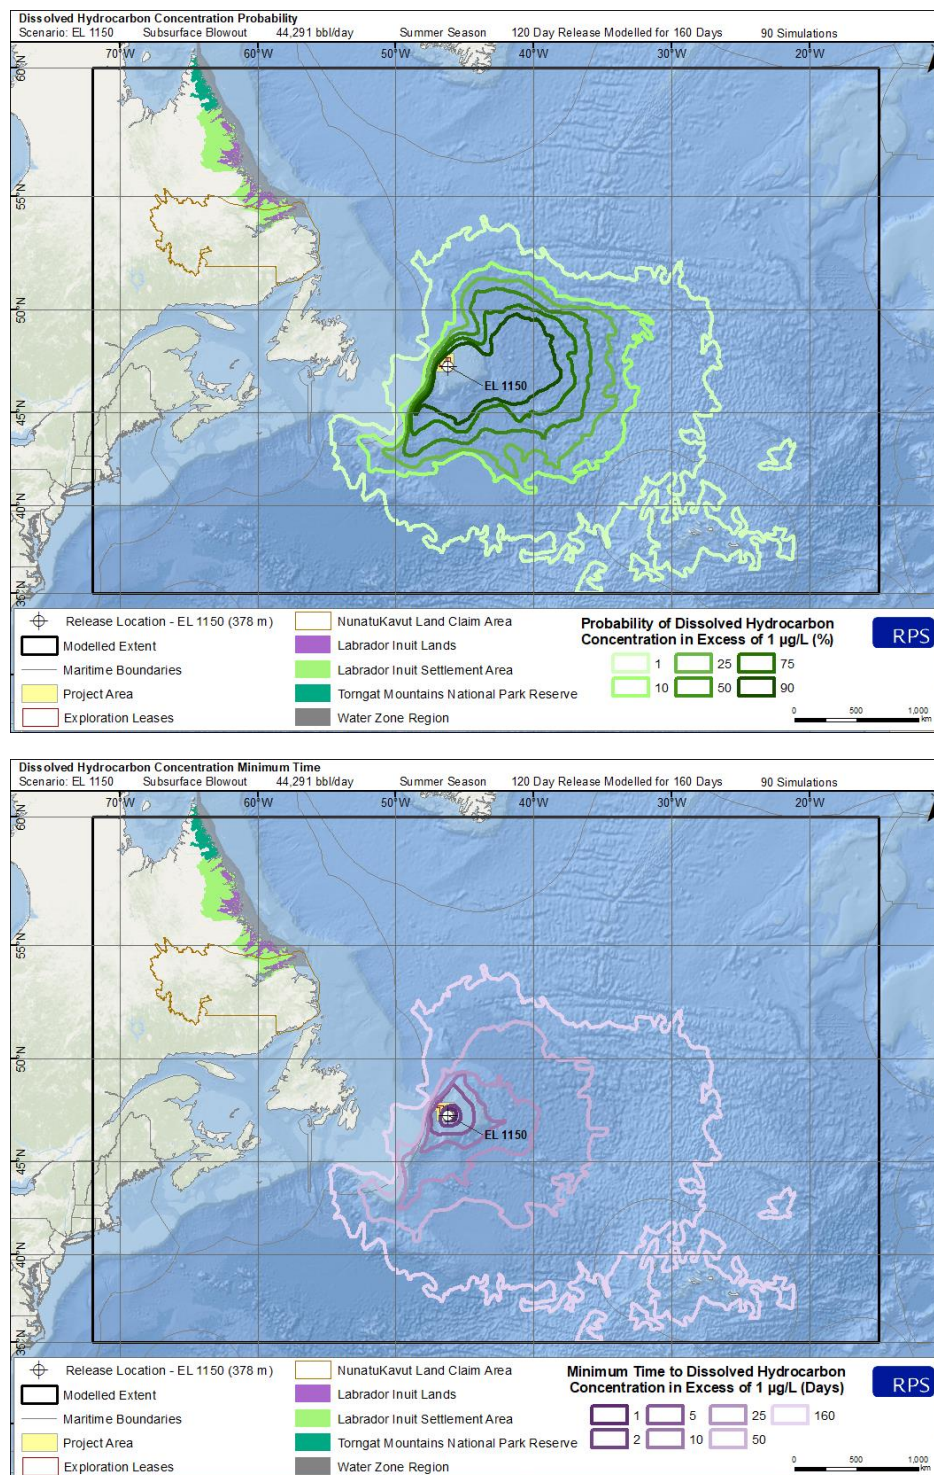 Dissolved Hydrocarbon Concentration Probability
Scenario: EL 1150 Subsurface Blowout 44,291 bbl/day Summer Season 120 Day Release Modelled for 160 Days 90 Simulations
70°W 60°W 50°W 40°W 30°W 20°W
60°N
55°N
50°N
EL 1150
45°N
40°N
35°N
Release Location - EL 1150 (378 m)
Modelled Extent
Maritime Boundaries
Project Area
Exploration Leases
NunatuKavut Land Claim Area
Labrador Inuit Lands
Labrador Inuit Settlement Area
Torngat Mountains National Park Reserve
Water Zone Region
Probability of Dissolved Hydrocarbon
Concentration in Excess of 1 µg/L (%)
1 25 75
10 50 90
RPS
0 500 1,000
km
Dissolved Hydrocarbon Concentration Minimum Time
Scenario: EL 1150 Subsurface Blowout 44,291 bbl/day Summer Season 120 Day Release Modelled for 160 Days 90 Simulations
70°W 60°W 50°W 40°W 30°W 20°W
60°N
55°N
50°N
EL 1150
45°N
40°N
35°N
Release Location - EL 1150 (378 m)
Modelled Extent
Maritime Boundaries
Project Area
Exploration Leases
NunatuKavut Land Claim Area
Labrador Inuit Lands
Labrador Inuit Settlement Area
Torngat Mountains National Park Reserve
Water Zone Region
Minimum Time to Dissolved Hydrocarbon
Concentration in Excess of 1 µg/L (Days)
1 5 25 160
2 10 50
RPS
0 500 1,000
km